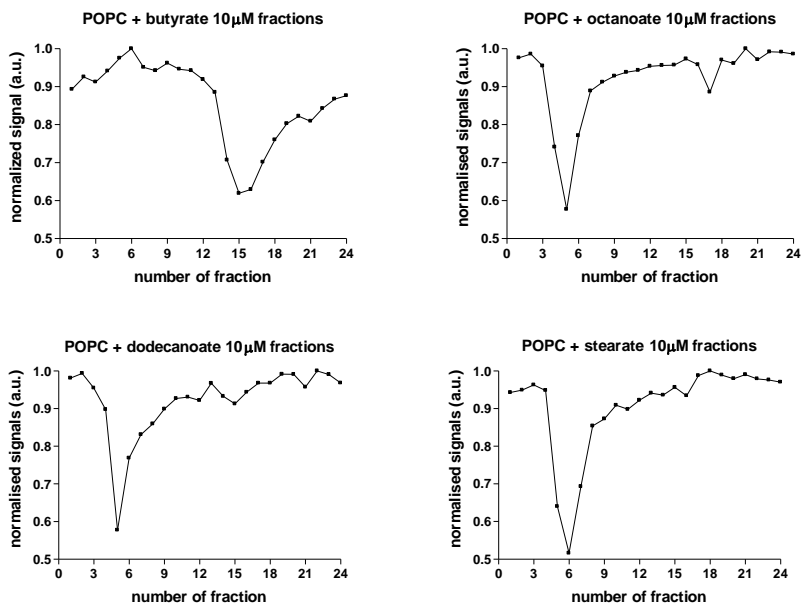 POPC + butyrate 10µM fractions
normalized signal (a.u.)
1.0
0.9
0.8
0.7
0.6
0.5
0 3 6 9 12 15 18 21 24
number of fraction
POPC + octanoate 10µM fractions
normalised signals (a.u.)
1.0
0.9
0.8
0.7
0.6
0.5
0 3 6 9 12 15 18 21 24
number of fraction
POPC + dodecanoate 10µM fractions
normalised signals (a.u.)
1.0
0.9
0.8
0.7
0.6
0.5
0 3 6 9 12 15 18 21 24
number of fraction
POPC + stearate 10µM fractions
normalised signals (a.u.)
1.0
0.9
0.8
0.7
0.6
0.5
0 3 6 9 12 15 18 21 24
number of fraction